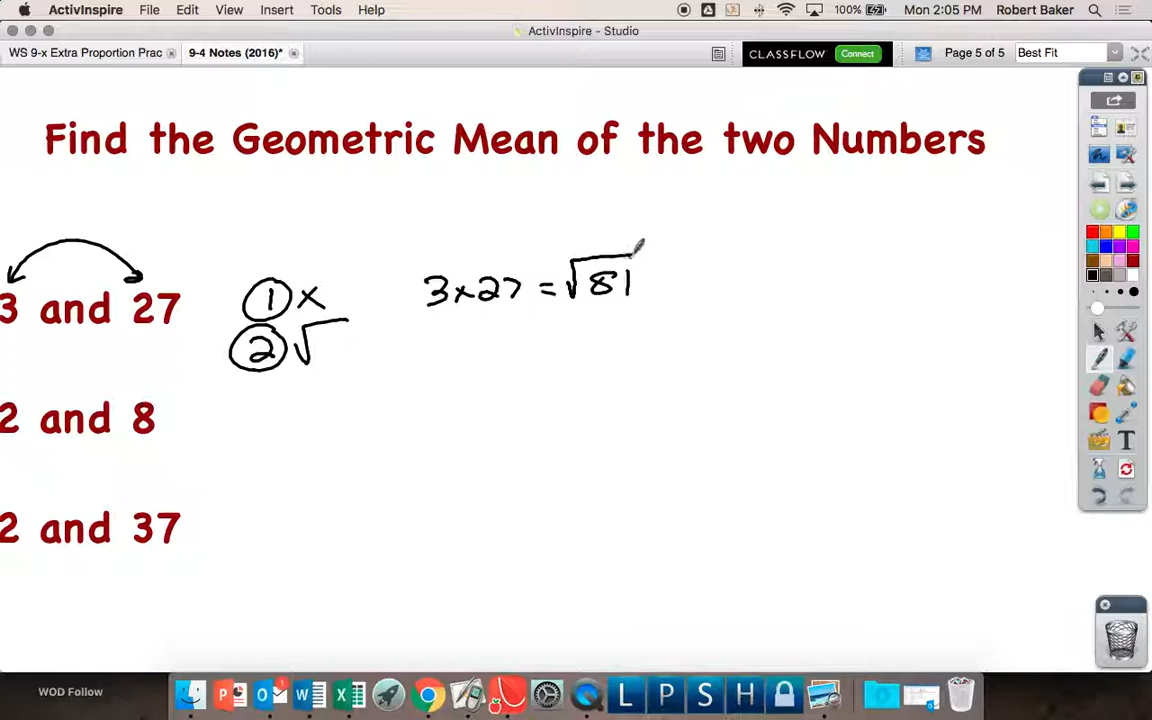 ActivInspire File Edit View Insert Tools Help 100% Mon 2:05 PM Robert Baker
ActivInspire - Studio
WS 9-x Extra Proportion Prac 9-4 Notes (2016)* CLASSFLOW Connect Page 5 of 5 Best Fit
Find the Geometric Mean of the two Numbers
3 and 27 ① x 3x27 = √81
② √
2 and 8
2 and 37
T
WOD Follow P 1 W X L P S H